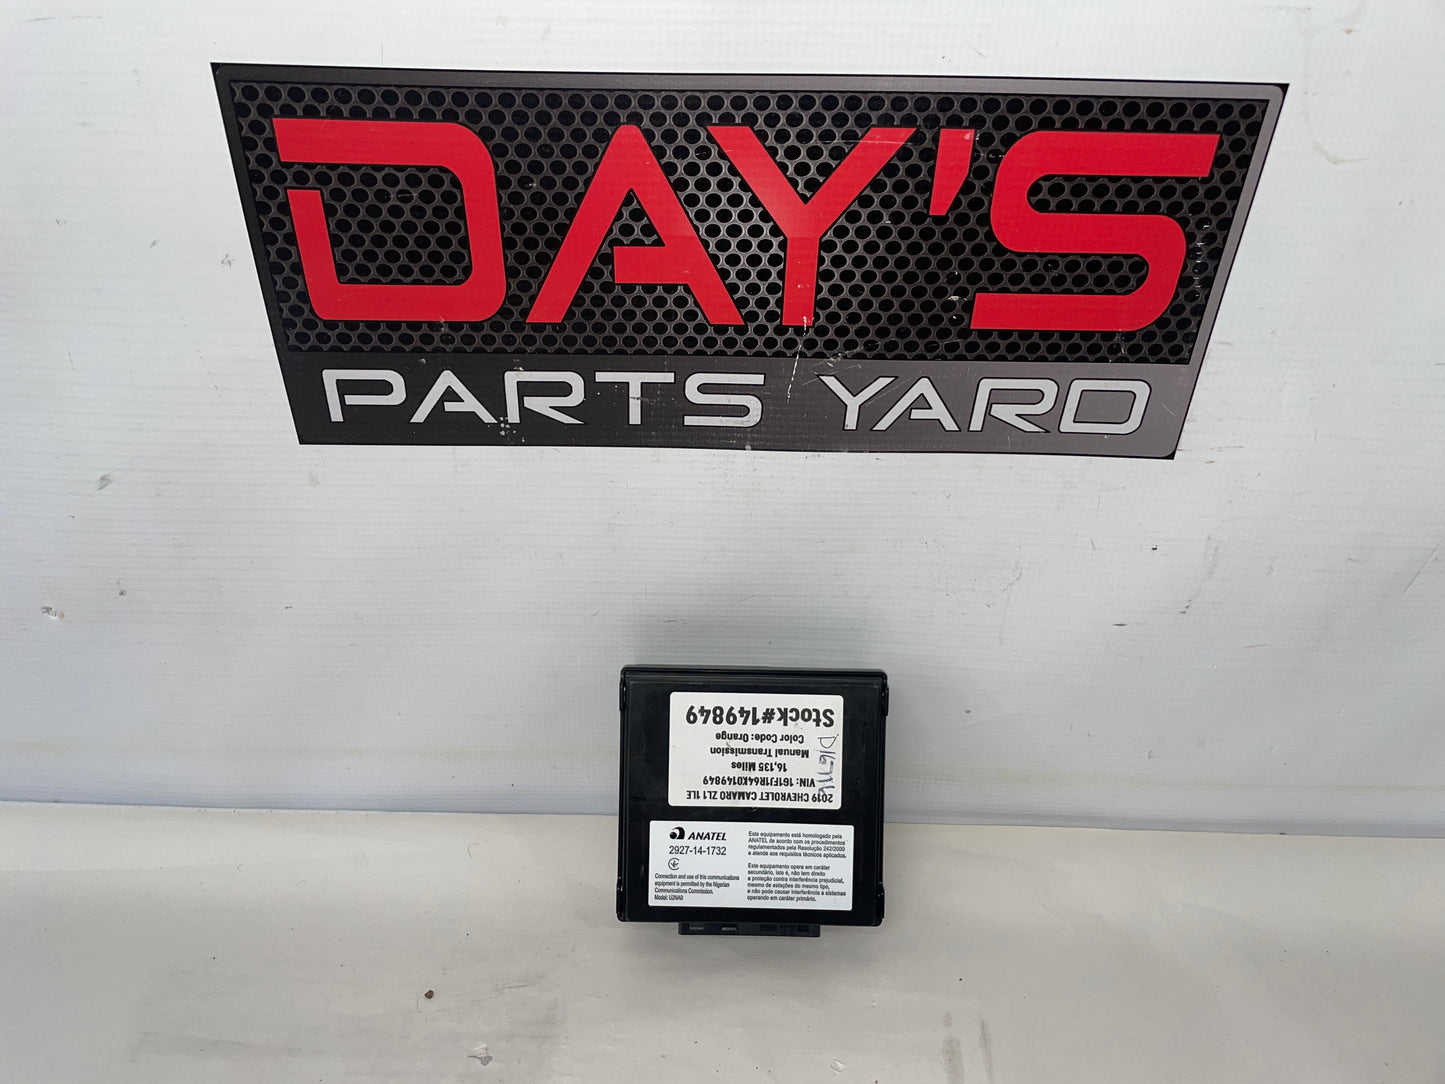 DAY'S
PARTS YARD
2019 CHEVROLET CAMARO ZL1 1LE
VIN: 1G1FJ1R64K0149849
16,135 Miles
Manual Transmission
Color Code: Orange
Stock#149849
ANATEL
2927-14-1732
Connection and use of this communications
equipment is permitted by the Nigerian
Communications Commission.
Model: U2NA0
Este equipamento está homologado pela
ANATEL de acordo com os procedimentos
regulamentados pela Resolução 242/2000
e atende aos requisitos técnicos aplicados.
Este equipamento opera em caráter
secundário, isto é, não tem direito
a proteção contra interferência prejudicial,
mesmo de estações do mesmo tipo,
e não pode causar interferência a sistemas
operando em caráter primário.